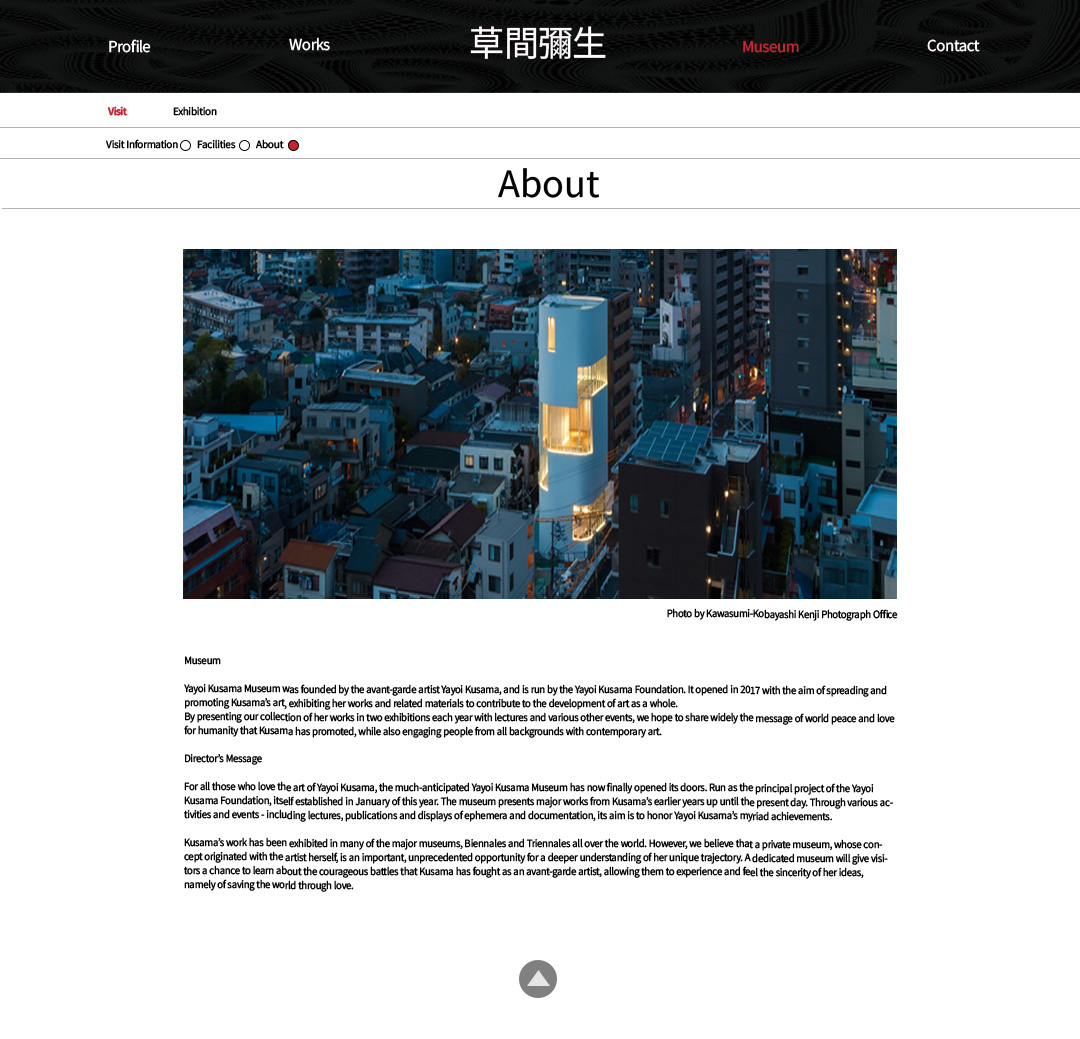 Profile
Works
草間彌生
Museum
Contact
Visit
Exhibition
Visit Information
Facilities
About
About
Photo by Kawasumi-Kobayashi Kenji Photograph Office
Museum
Yayoi Kusama Museum was founded by the avant-garde artist Yayoi Kusama, and is run by the Yayoi Kusama Foundation. It opened in 2017 with the aim of spreading and
promoting Kusama's art, exhibiting her works and related materials to contribute to the development of art as a whole.
By presenting our collection of her works in two exhibitions each year with lectures and various other events, we hope to share widely the message of world peace and love
for humanity that Kusama has promoted, while also engaging people from all backgrounds with contemporary art.
Director's Message
For all those who love the art of Yayoi Kusama, the much-anticipated Yayoi Kusama Museum has now finally opened its doors. Run as the principal project of the Yayoi
Kusama Foundation, itself established in January of this year. The museum presents major works from Kusama's earlier years up until the present day. Through various ac-
tivities and events - including lectures, publications and displays of ephemera and documentation, its aim is to honor Yayoi Kusama's myriad achievements.
Kusama's work has been exhibited in many of the major museums, Biennales and Triennales all over the world. However, we believe that a private museum, whose con-
cept originated with the artist herself, is an important, unprecedented opportunity for a deeper understanding of her unique trajectory. A dedicated museum will give visi-
tors a chance to learn about the courageous battles that Kusama has fought as an avant-garde artist, allowing them to experience and feel the sincerity of her ideas,
namely of saving the world through love.